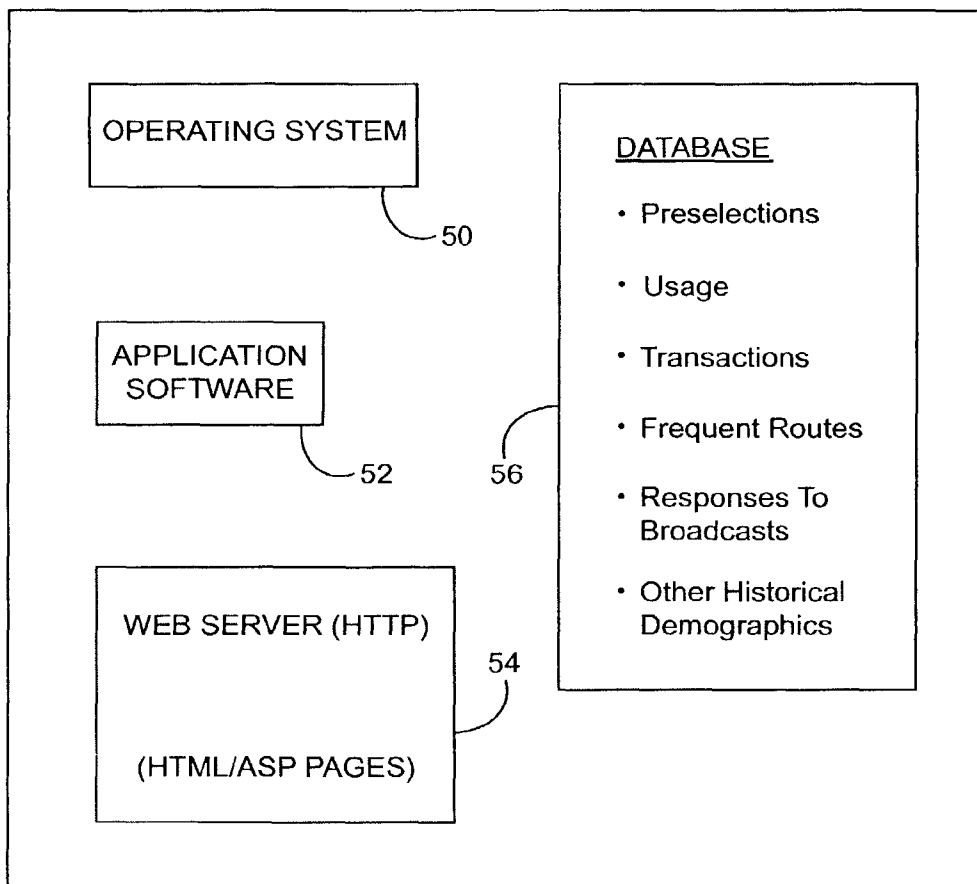 OPERATING SYSTEM
50
APPLICATION
SOFTWARE
52
WEB SERVER (HTTP)
(HTML/ASP PAGES)
54
DATABASE
• Preselections
• Usage
• Transactions
• Frequent Routes
• Responses To
Broadcasts
• Other Historical
Demographics
56